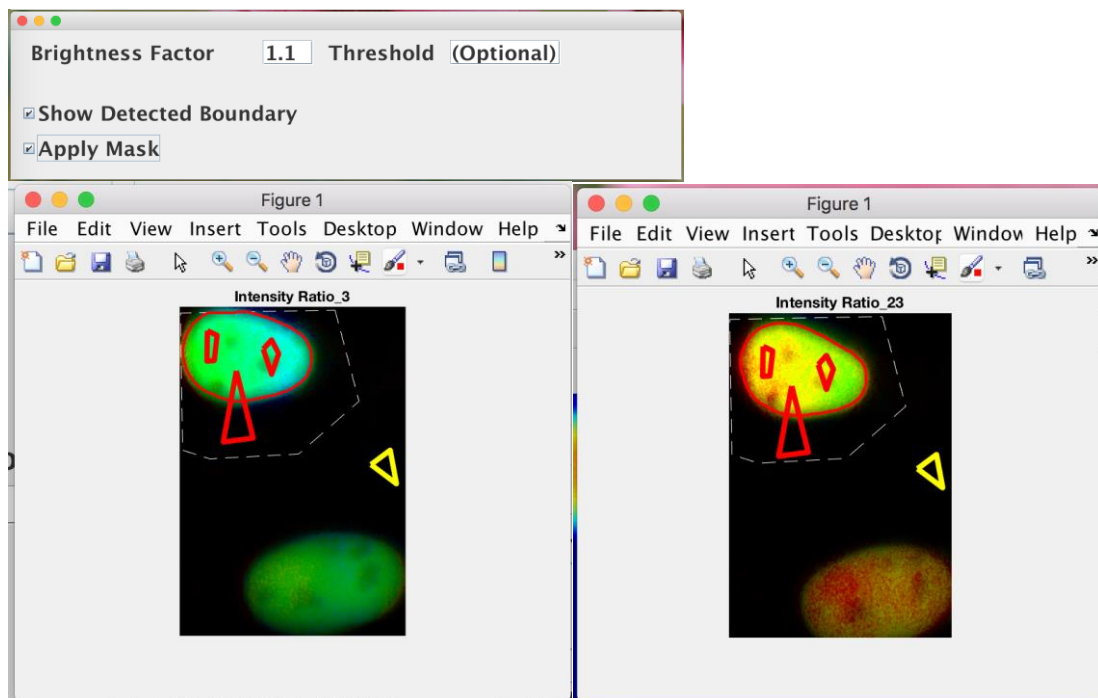 Brightness Factor 1.1 Threshold (Optional)
Show Detected Boundary
Apply Mask
Figure 1
File Edit View Insert Tools Desktop Window Help
Intensity Ratio_3
Figure 1
File Edit View Insert Tools Desktop Window Help
Intensity Ratio_23